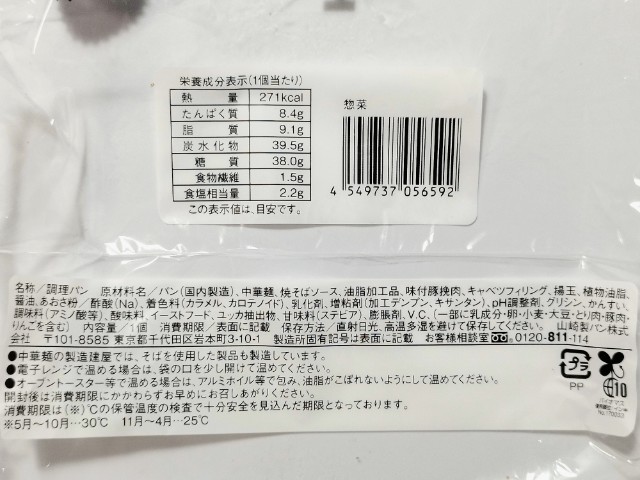 栄養成分表示(1個当たり)
熱量 271kcal
たんぱく質 8.4g
脂質 9.1g
炭水化物 39.5g
糖質 38.0g
食物繊維 1.5g
食塩相当量 2.2g
この表示値は、目安です。
惣菜
4 549737 056592
名称/調理パン 原材料名/パン(国内製造)、中華麺、焼そばソース、油脂加工品、味付豚挽肉、キャベツフィリング、揚玉、植物油脂、
醤油、あおさ粉/酢酸(Na)、着色料(カラメル、カロテノイド)、乳化剤、増粘剤(加工デンプン、キサンタン)、pH調整剤、グリシン、かんすい、
調味料(アミノ酸等)、酸味料、イーストフード、ユッカ抽出物、甘味料(ステビア)、膨脹剤、V.C、(一部に乳成分・卵・小麦・大豆・とり肉・豚肉・
りんごを含む) 内容量/1個 消費期限/表面に記載 保存方法/直射日光、高温多湿を避けて保存してください。 山崎製パン株式会
社 〒101-8585 東京都千代田区岩本町3-10-1 製造所固有記号は表面に記載 お客様相談室 0120-811-114
●中華麺の製造建屋では、そばを使用した製品も製造しています。
●電子レンジで温める場合は、袋の口を少し開けて温めてください。
●オーブントースター等で温める場合は、アルミホイル等で包み、油脂がこぼれないようにして温めてください。
開封後は消費期限にかかわらずお早めにお召しあがりください。
消費期限は(※)℃の保管温度の検査で十分安全を見込んだ期限となっております。
※5月～10月…30℃ 11月～4月…25℃
プラ
PP
10
バイオマス